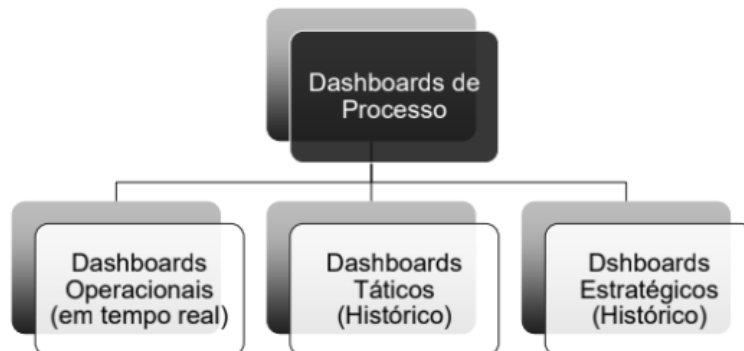 Dashboards de
Processo
Dashboards
Operacionais
(em tempo real)
Dashboards
Táticos
(Histórico)
Dshboards
Estratégicos
(Histórico)